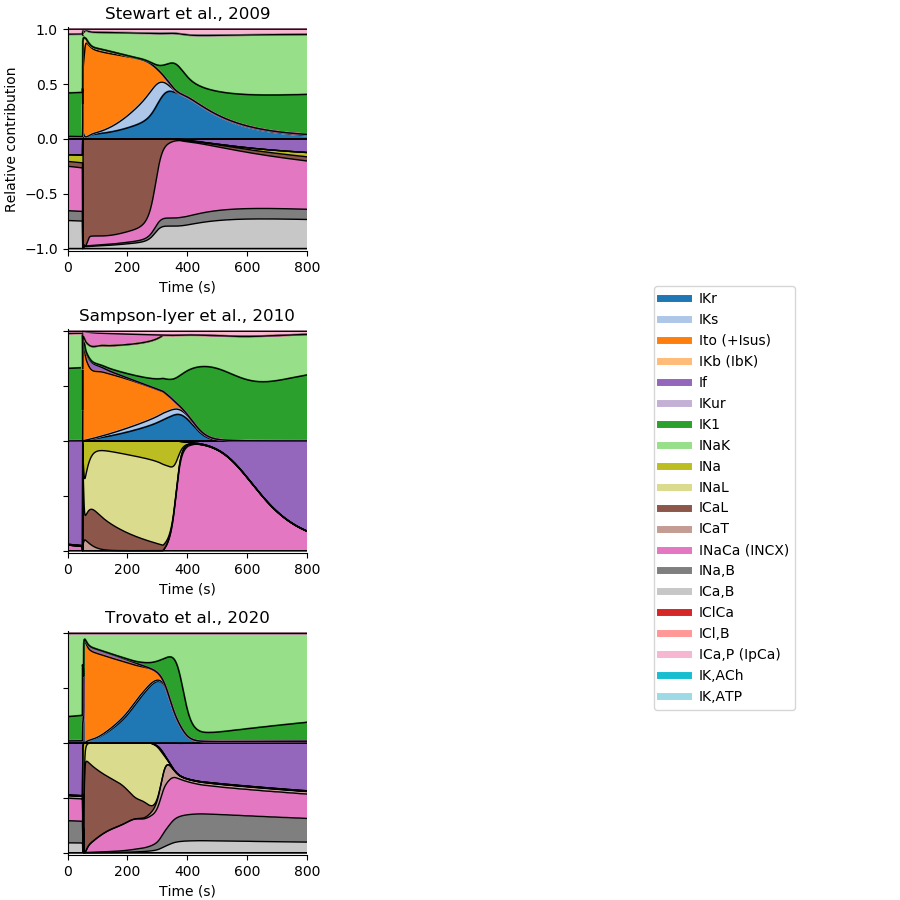 Stewart et al., 2009
1.0
0.5
0.0
−0.5
−1.0
Relative contribution
0 200 400 600 800
Time (s)
Sampson-Iyer et al., 2010
0 200 400 600 800
Time (s)
Trovato et al., 2020
0 200 400 600 800
Time (s)
IKr
IKs
Ito (+Isus)
IKb (IbK)
If
IKur
IK1
INaK
INa
INaL
ICaL
ICaT
INaCa (INCX)
INa,B
ICa,B
IClCa
ICl,B
ICa,P (IpCa)
IK,ACh
IK,ATP